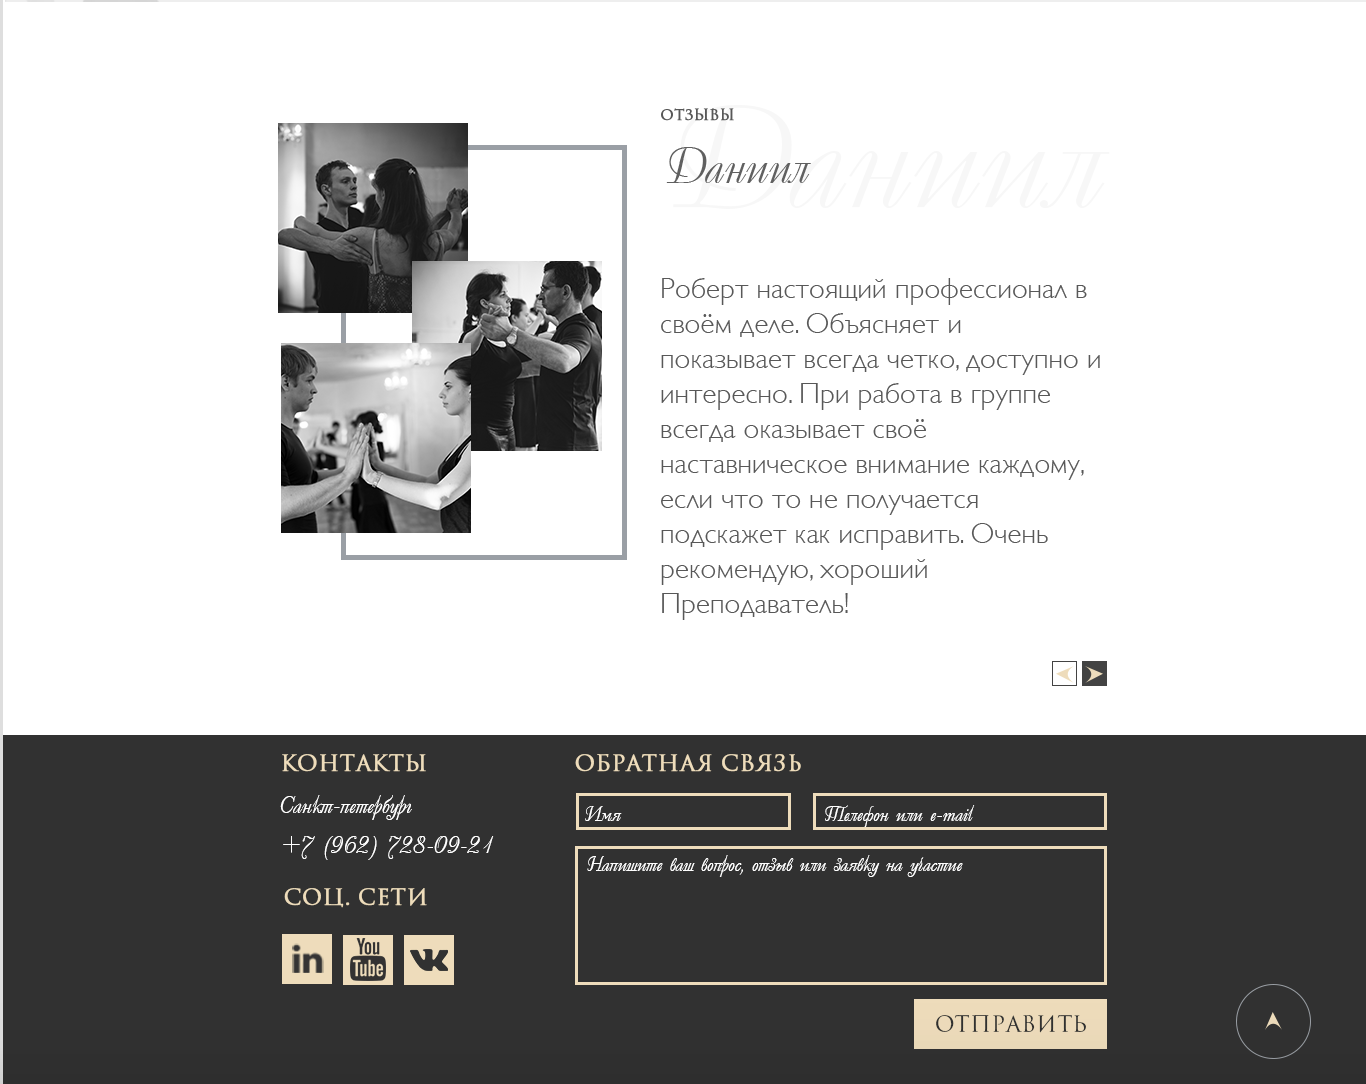 ОТЗЫВЫ
Даниил
Даниил
Роберт настоящий профессионал в
своём деле. Объясняет и
показывает всегда четко, доступно и
интересно. При работа в группе
всегда оказывает своё
наставническое внимание каждому,
если что то не получается
подскажет как исправить. Очень
рекомендую, хороший
Преподаватель!
КОНТАКТЫ
Санкт-петербург
+7 (962) 728-09-21
СОЦ. СЕТИ
in
You
Tube
ОБРАТНАЯ СВЯЗЬ
Имя
Телефон или e-mail
Напишите ваш вопрос, отзыв или заявку на участие
ОТПРАВИТЬ